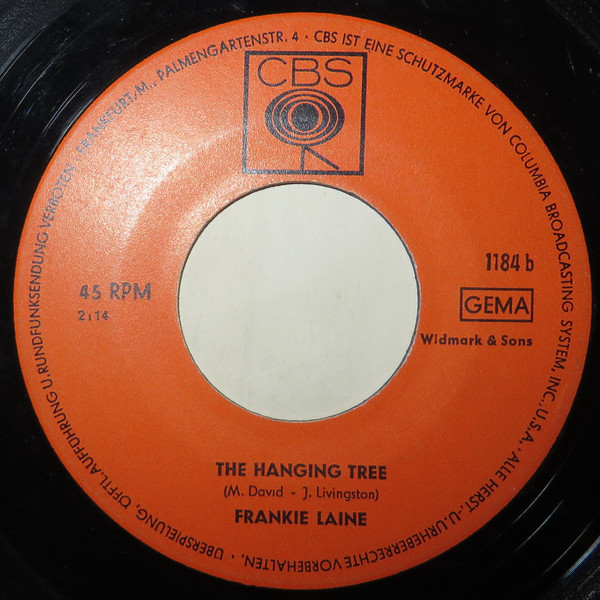 FRANKFURT/M., PALMENGARTENSTR. 4 · CBS IST EINE SCHUTZMARKE VON COLUMBIA BROADCASTING SYSTEM, INC., U.S.A. · ALLE HERST.-U.URHEBERRECHTE VORBEHALTEN, · ÜBERSPIELUNG, ÖFFTL.AUFFÜHRUNG U.RUNDFUNKSENDUNG VERBOTEN ·
CBS
1184 b
45 RPM
2:14
GEMA
Widmark & Sons
THE HANGING TREE
(M. David - J. Livingston)
FRANKIE LAINE